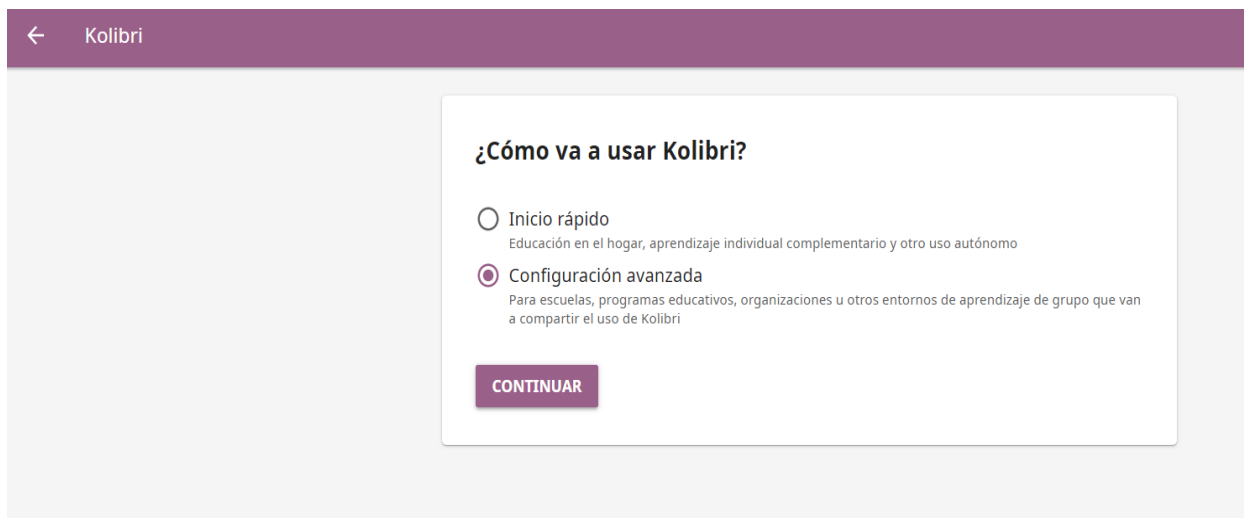 Kolibri
¿Cómo va a usar Kolibri?
Inicio rápido
Educación en el hogar, aprendizaje individual complementario y otro uso autónomo
Configuración avanzada
Para escuelas, programas educativos, organizaciones u otros entornos de aprendizaje de grupo que van
a compartir el uso de Kolibri
CONTINUAR